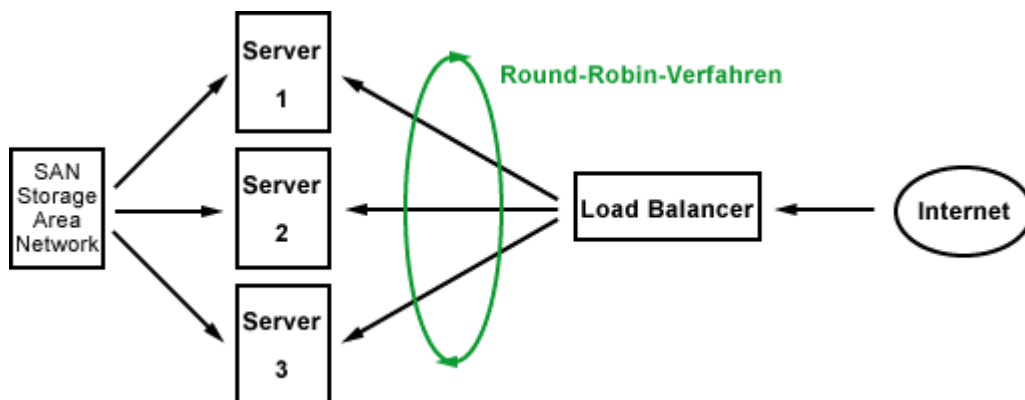 Server
1
Round-Robin-Verfahren
SAN
Storage
Area
Network
Server
2
Load Balancer
Internet
Server
3